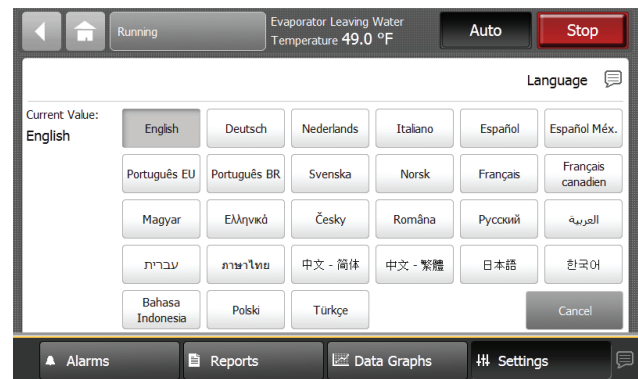 Running
Evaporator Leaving Water
Temperature 49.0 °F
Auto
Stop
Language
Current Value:
English
English
Deutsch
Nederlands
Italiano
Español
Español Méx.
Português EU
Português BR
Svenska
Norsk
Français
Français
canadien
Magyar
Ελληνκά
Česky
Româna
Русский
العربية
עברית
ภาษาไทย
中文 - 简体
中文 - 繁體
日本語
한국어
Bahasa
Indonesia
Polski
Türkçe
Cancel
Alarms
Reports
Data Graphs
Settings